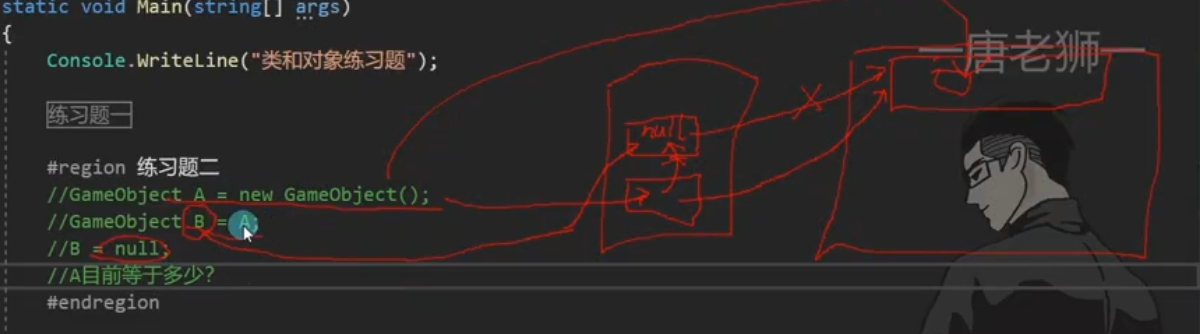 static void Main(string[] args)
{
Console.WriteLine("类和对象练习题");
练习题一
#region 练习题二
//GameObject A = new GameObject();
//GameObject B = A;
//B = null;
//A目前等于多少?
#endregion
null
唐老狮